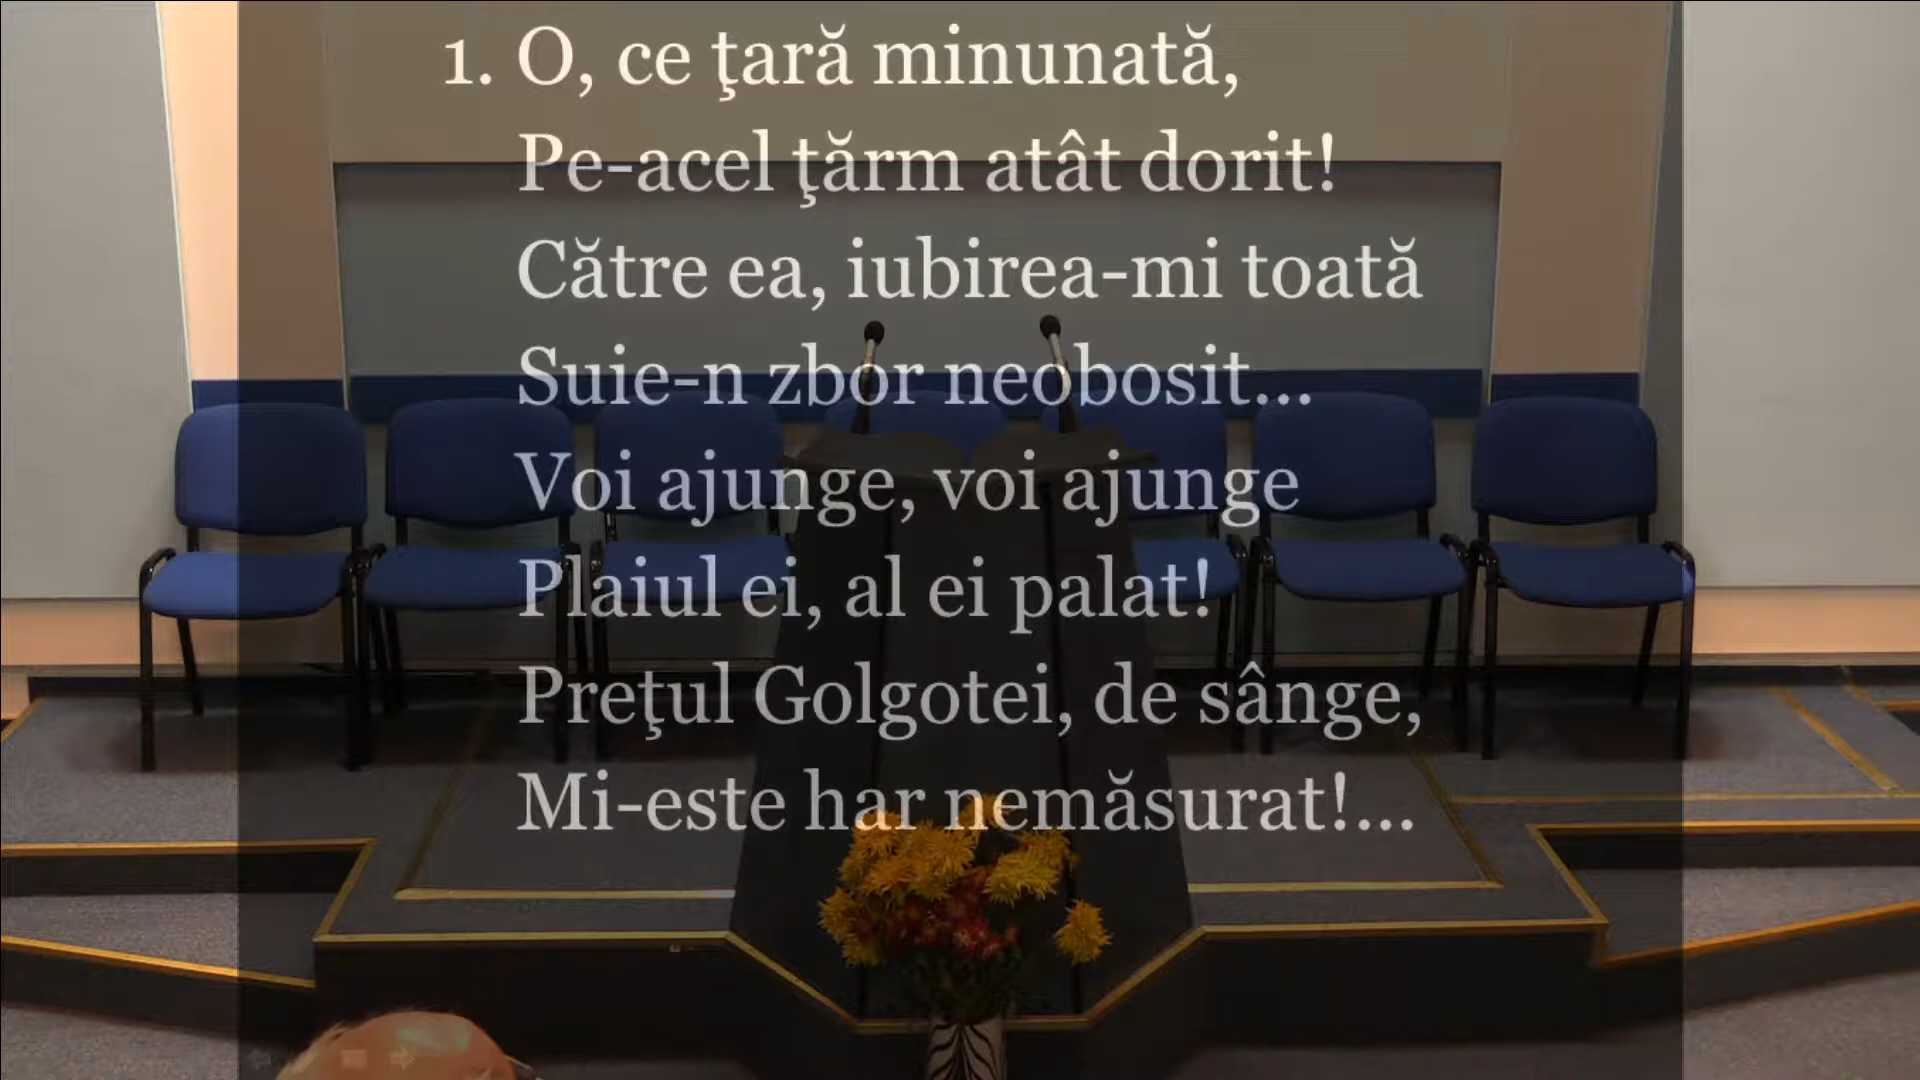 1. O, ce ţară minunată,
Pe-acel ţărm atât dorit!
Către ea, iubirea-mi toată
Suie-n zbor neobosit...
Voi ajunge, voi ajunge
Plaiul ei, al ei palat!
Preţul Golgotei, de sânge,
Mi-este har nemăsurat!...